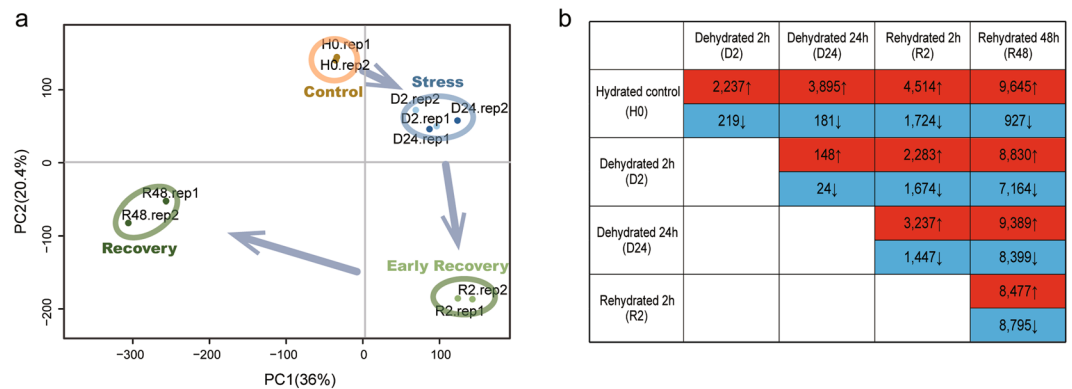 a
H0.rep1
H0.rep2
Control
Stress
D2.rep2
D24.rep2
D2.rep1
D24.rep1
R48.rep1
R48.rep2
Recovery
Early Recovery
R2.rep2
R2.rep1
100
0
−100
−200
PC2(20.4%)
−300
−200
−100
0
100
PC1(36%)
b
Dehydrated 2h
(D2)
Dehydrated 24h
(D24)
Rehydrated 2h
(R2)
Rehydrated 48h
(R48)
Hydrated control
(H0)
2,237↑
3,895↑
4,514↑
9,645↑
219↓
181↓
1,724↓
927↓
Dehydrated 2h
(D2)
148↑
2,283↑
8,830↑
24↓
1,674↓
7,164↓
Dehydrated 24h
(D24)
3,237↑
9,389↑
1,447↓
8,399↓
Rehydrated 2h
(R2)
8,477↑
8,795↓